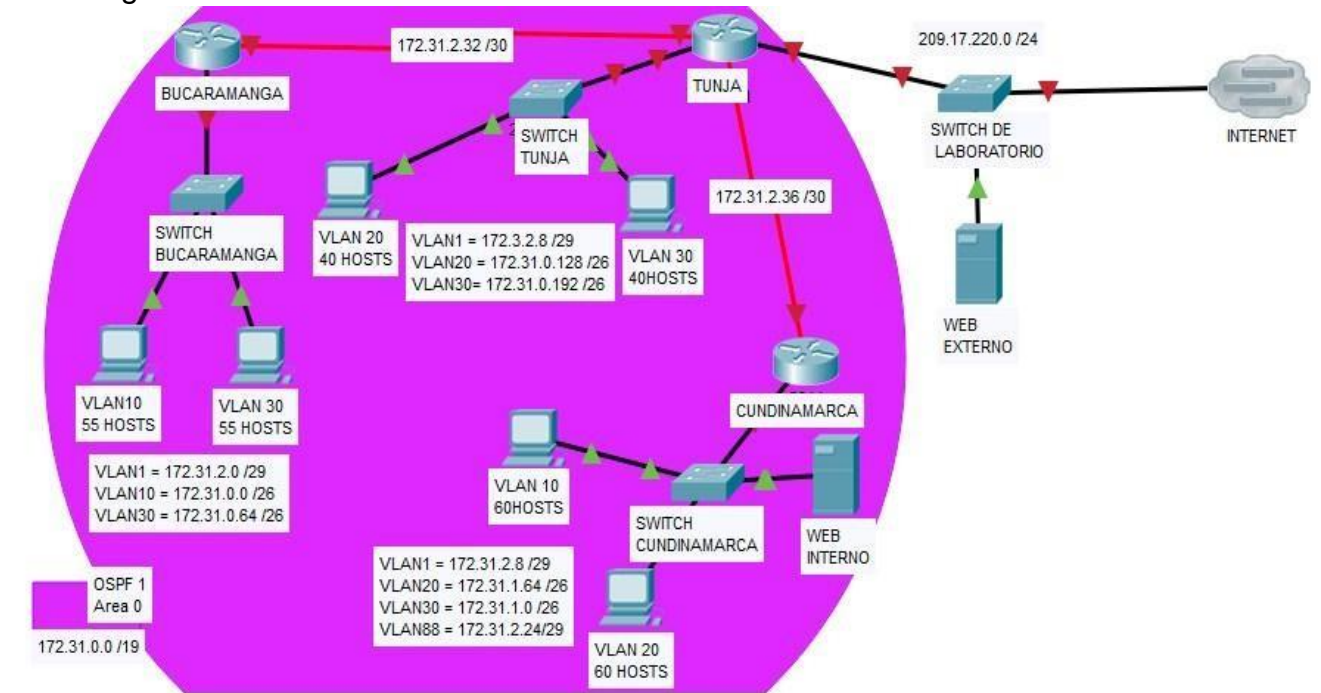 172.31.2.32 /30
BUCARAMANGA
TUNJA
209.17.220.0 /24
INTERNET
SWITCH DE
LABORATORIO
SWITCH
TUNJA
172.31.2.36 /30
SWITCH
BUCARAMANGA
VLAN 20
40 HOSTS
VLAN1 = 172.3.2.8 /29
VLAN20 = 172.31.0.128 /26
VLAN30= 172.31.0.192 /26
VLAN 30
40HOSTS
WEB
EXTERNO
VLAN10
55 HOSTS
VLAN 30
55 HOSTS
CUNDINAMARCA
VLAN1 = 172.31.2.0 /29
VLAN10 = 172.31.0.0 /26
VLAN30 = 172.31.0.64 /26
VLAN 10
60HOSTS
SWITCH
CUNDINAMARCA
WEB
INTERNO
VLAN1 = 172.31.2.8 /29
VLAN20 = 172.31.1.64 /26
VLAN30 = 172.31.1.0 /26
VLAN88 = 172.31.2.24/29
OSPF 1
Area 0
172.31.0.0 /19
VLAN 20
60 HOSTS